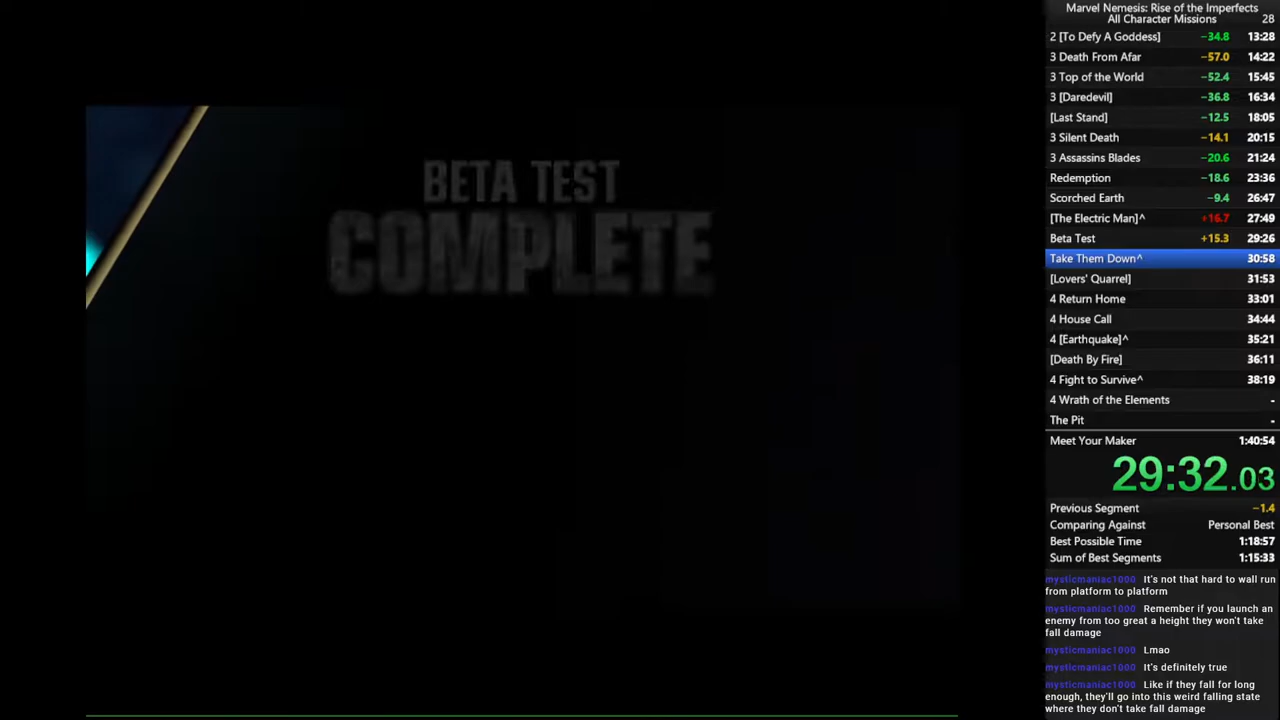 BETA TEST
COMPLETE
Marvel Nemesis: Rise of the Imperfects
All Character Missions 28
2 [To Defy A Goddess] −34.8 13:28
3 Death From Afar −57.0 14:22
3 Top of the World −52.4 15:45
3 [Daredevil] −36.8 16:34
[Last Stand] −12.5 18:05
3 Silent Death −14.1 20:15
3 Assassins Blades −20.6 21:24
Redemption −18.6 23:36
Scorched Earth −9.4 26:47
[The Electric Man]^ +16.7 27:49
Beta Test +15.3 29:26
Take Them Down^ 30:58
[Lovers' Quarrel] 31:53
4 Return Home 33:01
4 House Call 34:44
4 [Earthquake]^ 35:21
[Death By Fire] 36:11
4 Fight to Survive^ 38:19
4 Wrath of the Elements -
The Pit -
Meet Your Maker 1:40:54
29:32.03
Previous Segment −1.4
Comparing Against Personal Best
Best Possible Time 1:18:57
Sum of Best Segments 1:15:33
mysticmaniac1000 It's not that hard to wall run
from platform to platform
mysticmaniac1000 Remember if you launch an
enemy from too great a height they won't take
fall damage
mysticmaniac1000 Lmao
mysticmaniac1000 It's definitely true
mysticmaniac1000 Like if they fall for long
enough, they'll go into this weird falling state
where they don't take fall damage